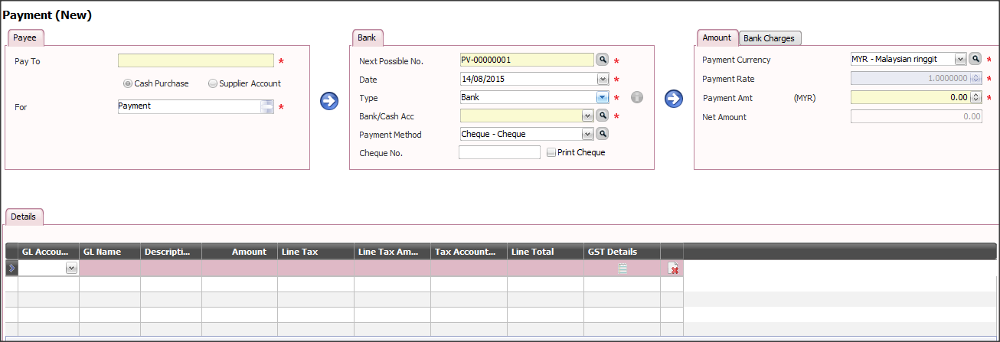 Payment (New)
Payee
Pay To *
Cash Purchase Supplier Account
For Payment *
Bank
Next Possible No. PV-00000001 *
Date 14/08/2015 *
Type Bank *
Bank/Cash Acc *
Payment Method Cheque - Cheque
Cheque No. Print Cheque
Amount Bank Charges
Payment Currency MYR - Malaysian ringgit *
Payment Rate 1.0000000 *
Payment Amt (MYR) 0.00 *
Net Amount 0.00
Details
GL Accou... GL Name Descripti... Amount Line Tax Line Tax Am... Tax Account... Line Total GST Details